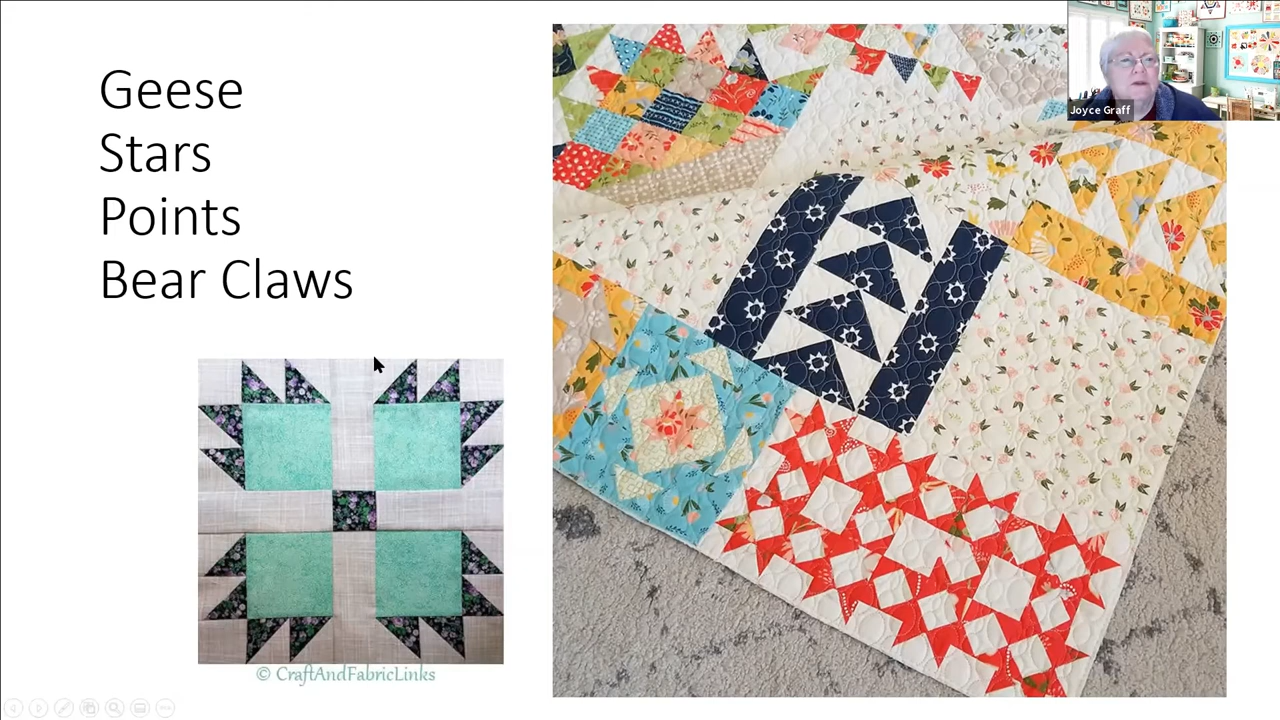 Geese
Stars
Points
Bear Claws
Joyce Graff
© CraftAndFabricLinks